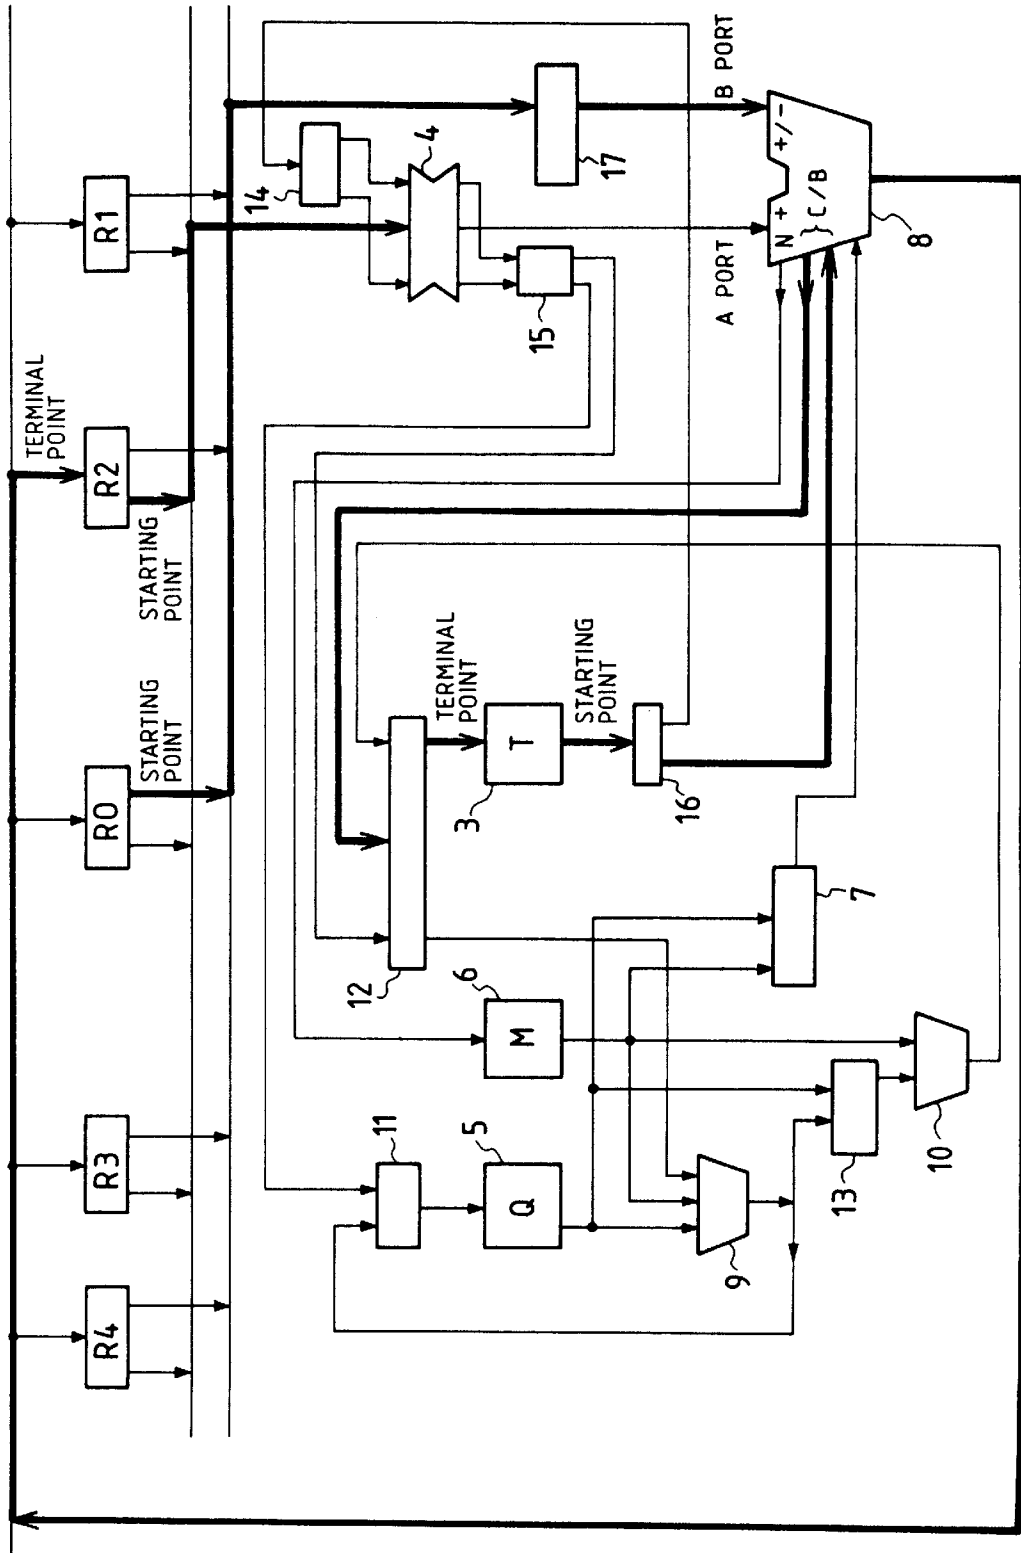 R4
R3
R0
R2
R1
TERMINAL
POINT
STARTING
POINT
STARTING
POINT
14
4
17
15
B PORT
A PORT
N + +/-
} C/B
8
12
TERMINAL
POINT
T
3
STARTING
POINT
16
M
6
7
11
Q
5
9
13
10